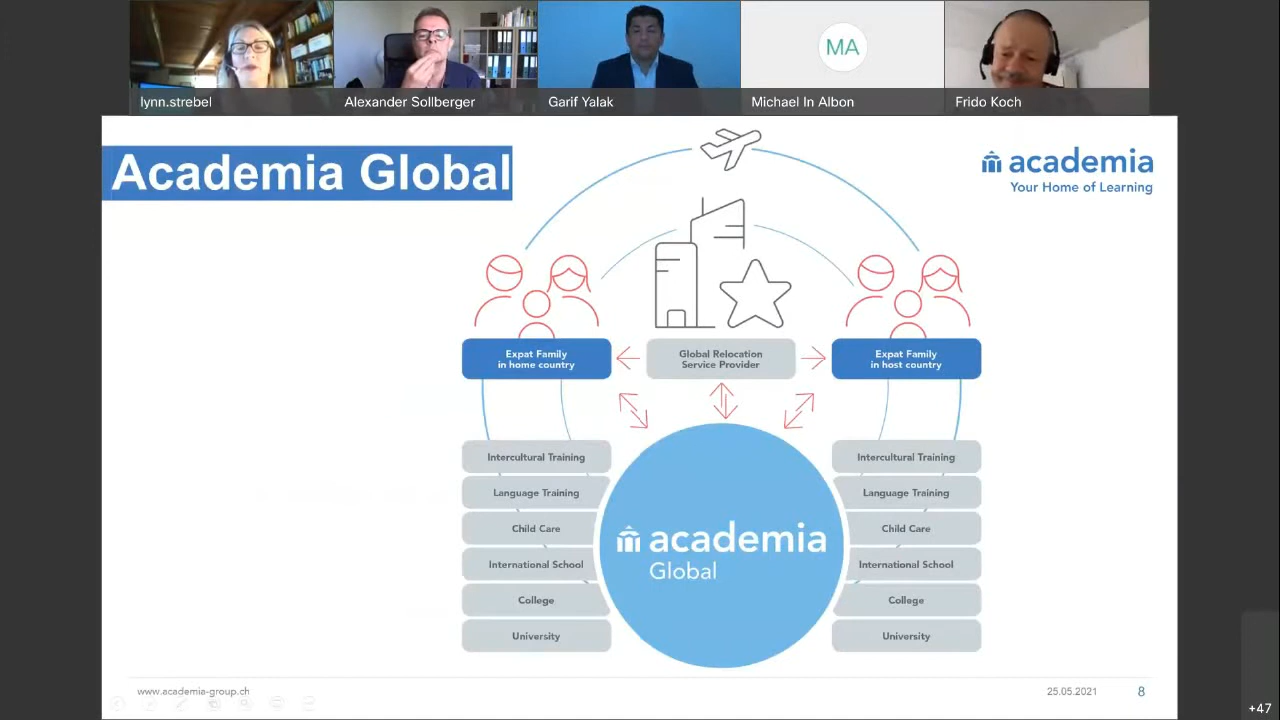 lynn.strebel
Alexander Sollberger
Garif Yalak
MA
Michael In Albon
Frido Koch
Academia Global
academia
Your Home of Learning
Expat Family
in home country
Global Relocation
Service Provider
Expat Family
in host country
Intercultural Training
Language Training
Child Care
International School
College
University
academia
Global
Intercultural Training
Language Training
Child Care
International School
College
University
www.academia-group.ch
25.05.2021
8
+47